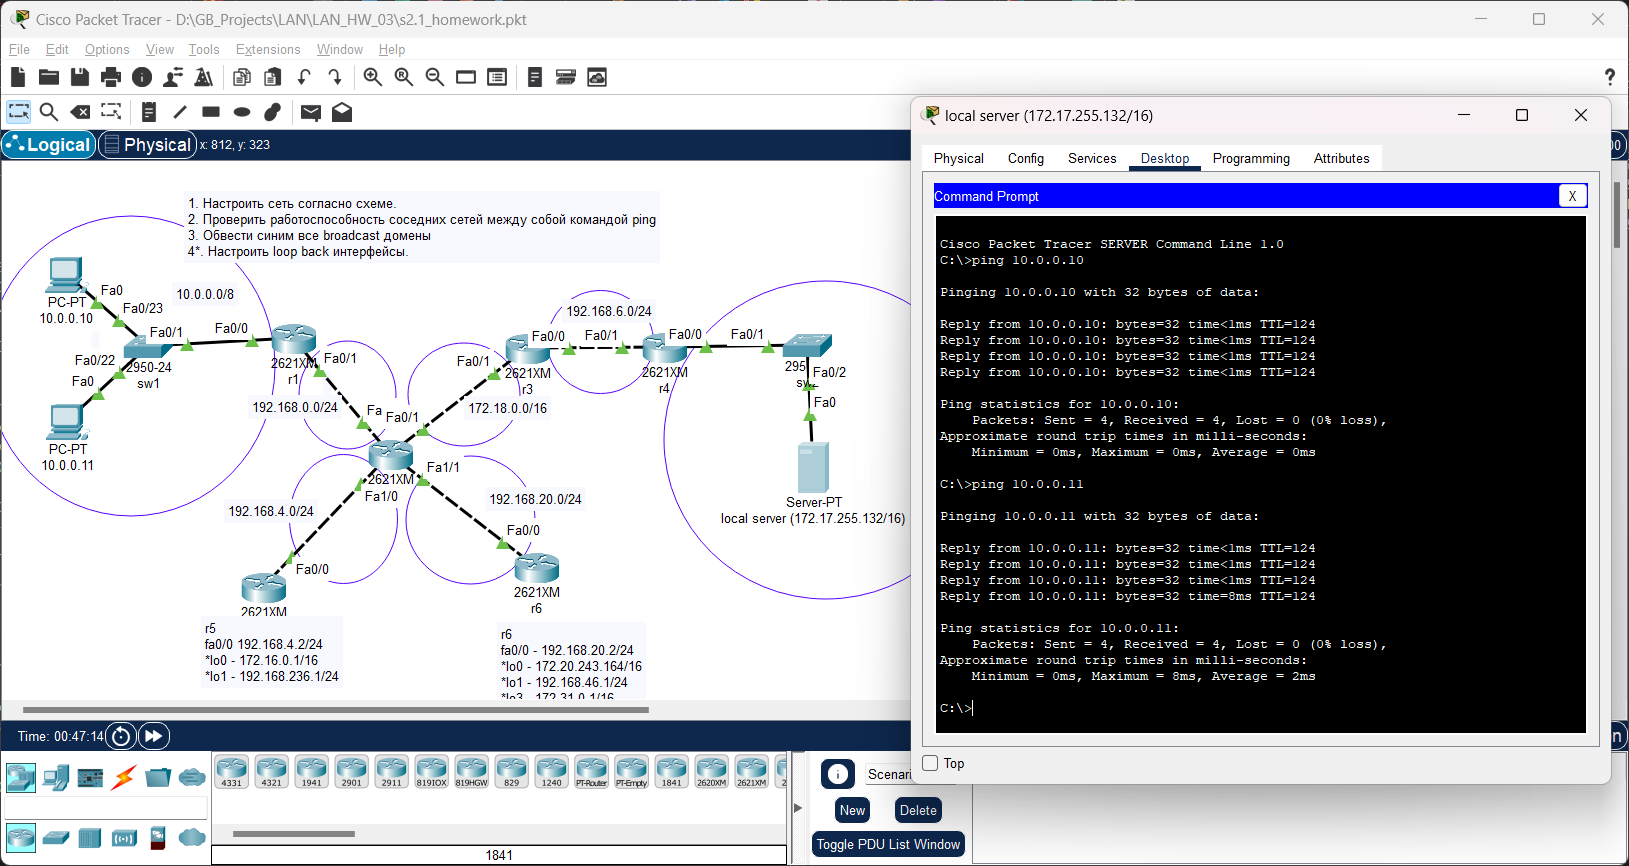 Cisco Packet Tracer - D:\GB_Projects\LAN\LAN_HW_03\s2.1_homework.pkt
File Edit Options View Tools Extensions Window Help
?
Logical
Physical
x: 812, y: 323
1. Настроить сеть согласно схеме.
2. Проверить работоспособность соседних сетей между собой командой ping
3. Обвести синим все broadcast домены
4*. Настроить loop back интерфейсы.
PC-PT
10.0.0.10
Fa0
Fa0/23
10.0.0.0/8
Fa0/1
Fa0/0
Fa0/22
Fa0
2950-24
sw1
PC-PT
10.0.0.11
2621XM
r1
Fa0/1
192.168.0.0/24
Fa
Fa0/1
2621XM
Fa1/0
Fa1/1
172.18.0.0/16
Fa0/1
Fa0/0
2621XM
r3
192.168.6.0/24
Fa0/1
Fa0/0
2621XM
r4
Fa0/1
295
Fa0/2
Fa0
Server-PT
local server (172.17.255.132/16)
192.168.4.0/24
192.168.20.0/24
Fa0/0
2621XM
Fa0/0
2621XM
r6
r5
fa0/0 192.168.4.2/24
*lo0 - 172.16.0.1/16
*lo1 - 192.168.236.1/24
r6
fa0/0 - 192.168.20.2/24
*lo0 - 172.20.243.164/16
*lo1 - 192.168.46.1/24
*lo3 - 172.31.0.1/16
local server (172.17.255.132/16)
Physical Config Services Desktop Programming Attributes
Command Prompt
X
Cisco Packet Tracer SERVER Command Line 1.0
C:\>ping 10.0.0.10
Pinging 10.0.0.10 with 32 bytes of data:
Reply from 10.0.0.10: bytes=32 time<1ms TTL=124
Reply from 10.0.0.10: bytes=32 time<1ms TTL=124
Reply from 10.0.0.10: bytes=32 time<1ms TTL=124
Reply from 10.0.0.10: bytes=32 time<1ms TTL=124
Ping statistics for 10.0.0.10:
Packets: Sent = 4, Received = 4, Lost = 0 (0% loss),
Approximate round trip times in milli-seconds:
Minimum = 0ms, Maximum = 0ms, Average = 0ms
C:\>ping 10.0.0.11
Pinging 10.0.0.11 with 32 bytes of data:
Reply from 10.0.0.11: bytes=32 time<1ms TTL=124
Reply from 10.0.0.11: bytes=32 time<1ms TTL=124
Reply from 10.0.0.11: bytes=32 time<1ms TTL=124
Reply from 10.0.0.11: bytes=32 time=8ms TTL=124
Ping statistics for 10.0.0.11:
Packets: Sent = 4, Received = 4, Lost = 0 (0% loss),
Approximate round trip times in milli-seconds:
Minimum = 0ms, Maximum = 8ms, Average = 2ms
C:\>
Top
Time: 00:47:14
4331 4321 1941 2901 2911 819IOX 819HGW 829 1240 PT-Router PT-Empty 1841 2620XM 2621XM
1841
Scenari
New
Delete
Toggle PDU List Window